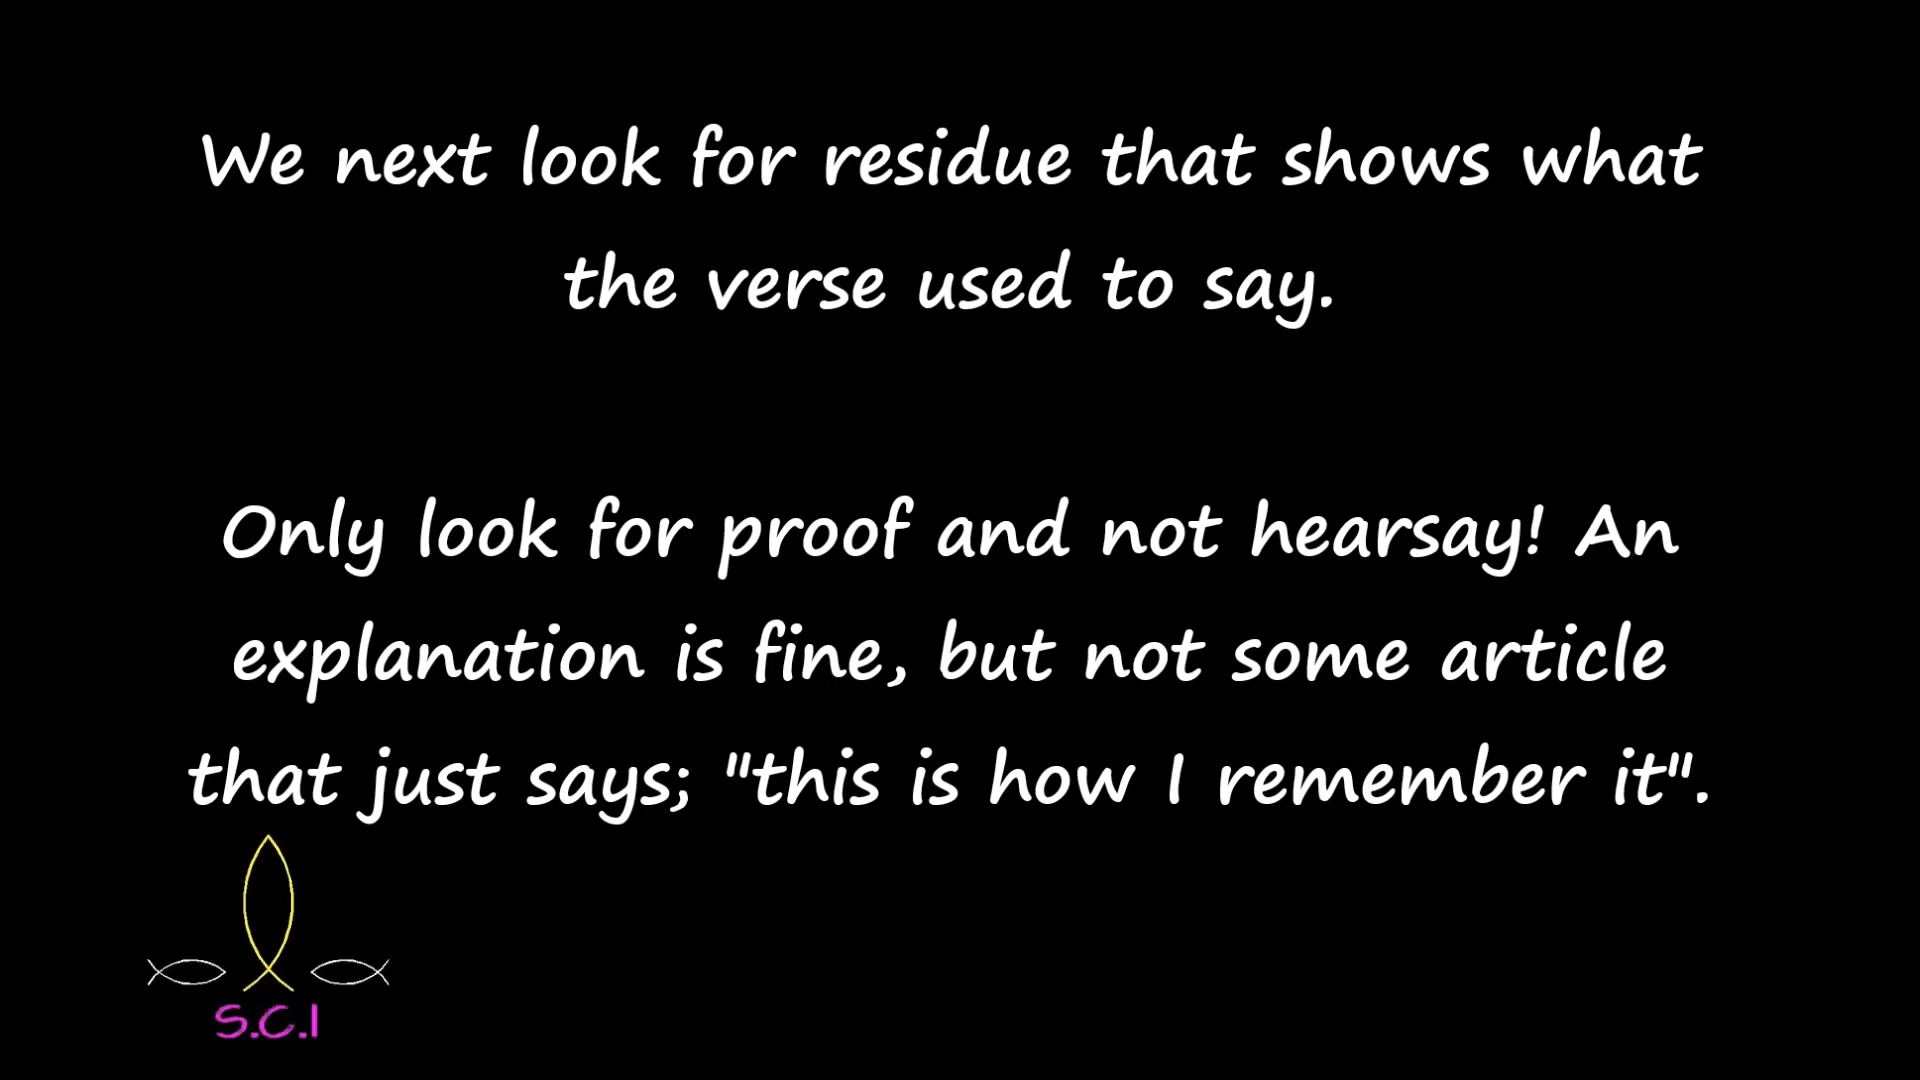 We next look for residue that shows what
the verse used to say.
Only look for proof and not hearsay! An
explanation is fine, but not some article
that just says; "this is how I remember it".
S.C.I